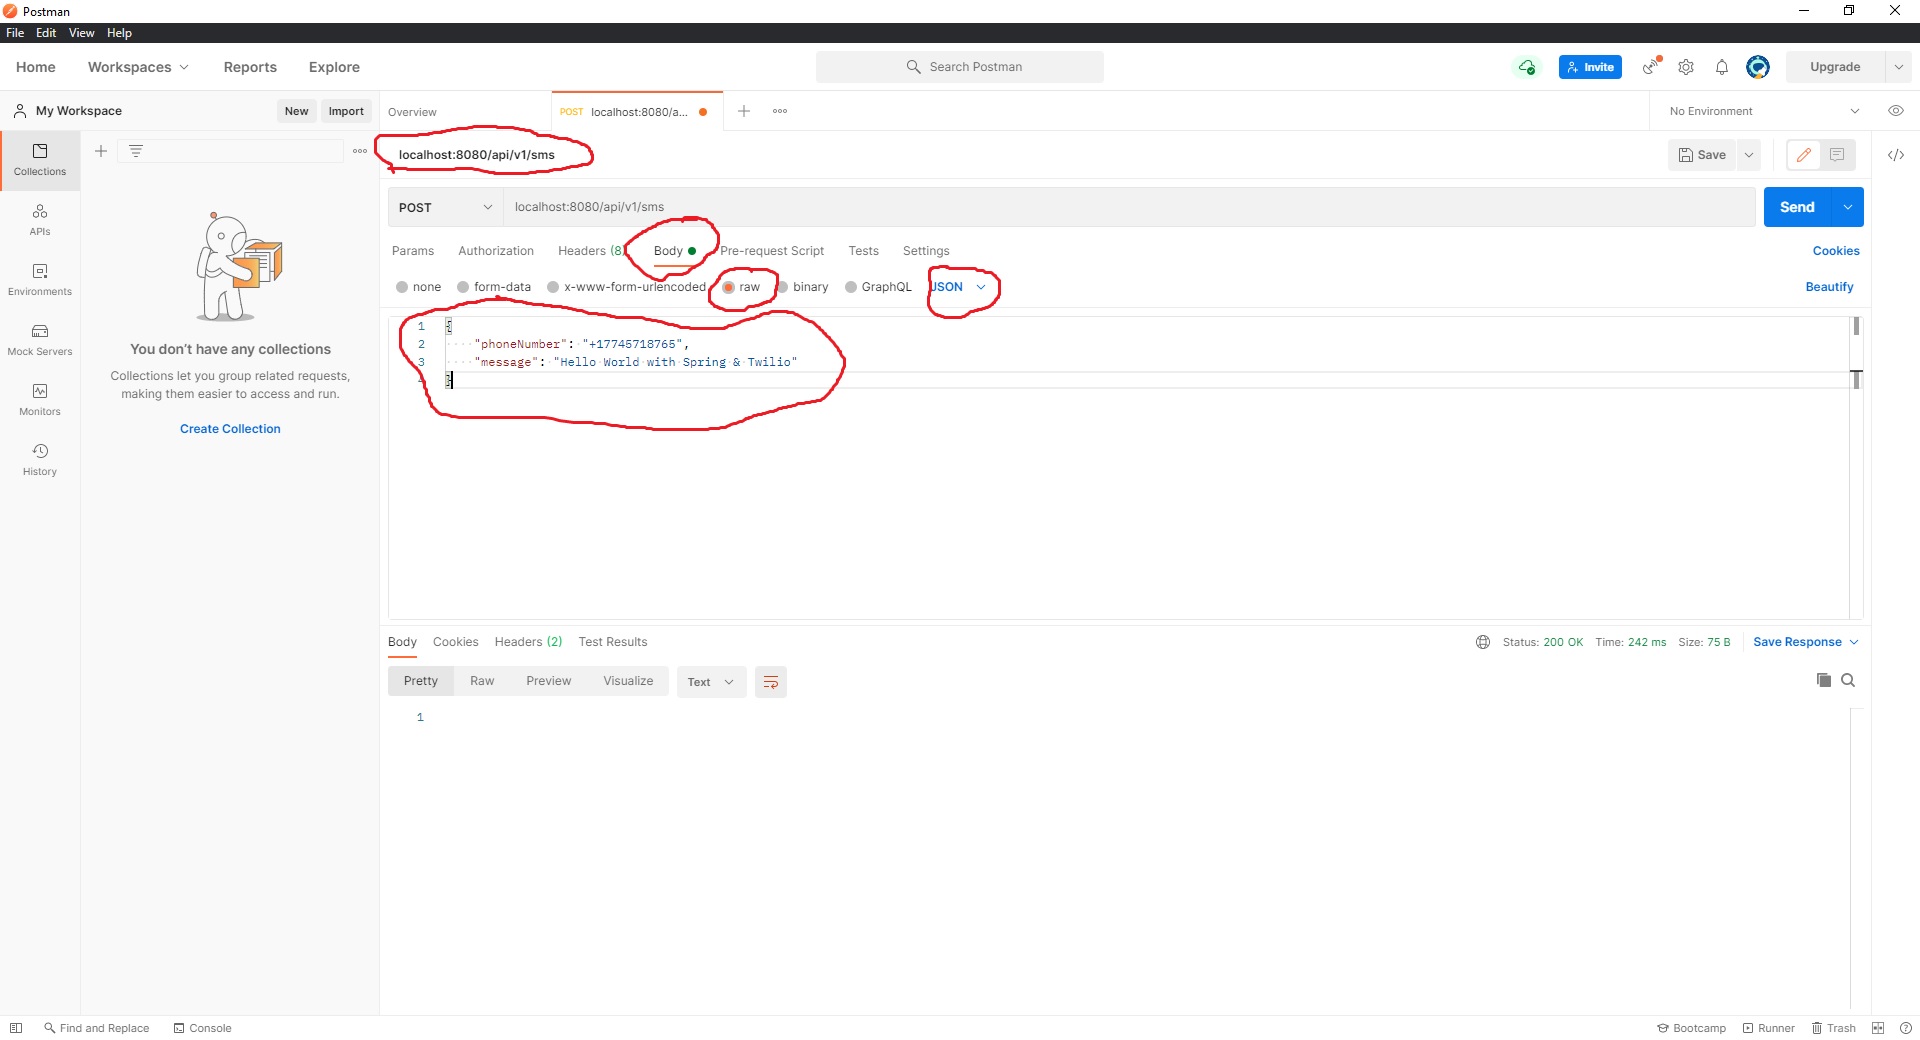 Postman
File Edit View Help
Home Workspaces Reports Explore Search Postman Invite Upgrade
My Workspace New Import Overview POST localhost:8080/a... No Environment
localhost:8080/api/v1/sms Save
Collections
APIs
Environments
Mock Servers
Monitors
History
You don't have any collections
Collections let you group related requests,
making them easier to access and run.
Create Collection
POST localhost:8080/api/v1/sms Send
Params Authorization Headers (8) Body Pre-request Script Tests Settings Cookies
none form-data x-www-form-urlencoded raw binary GraphQL JSON Beautify
1 {
2 "phoneNumber": "+17745718765",
3 "message": "Hello World with Spring & Twilio"
4 }
Body Cookies Headers (2) Test Results Status: 200 OK Time: 242 ms Size: 75 B Save Response
Pretty Raw Preview Visualize Text
1
Find and Replace Console Bootcamp Runner Trash